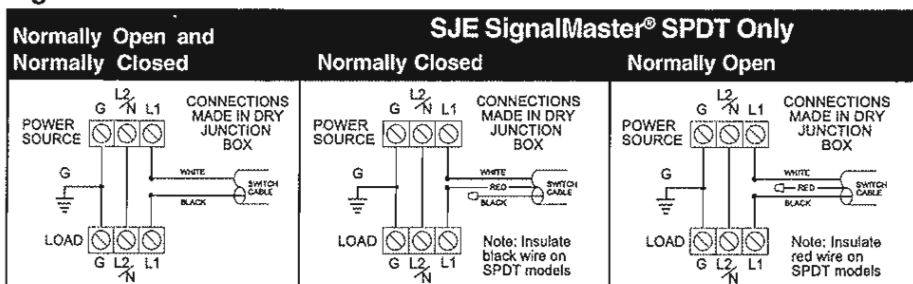 Normally Open and
Normally Closed
SJE SignalMaster® SPDT Only
Normally Closed
Normally Open
L2/N
G L1
POWER
SOURCE
CONNECTIONS
MADE IN DRY
JUNCTION
BOX
G
WHITE
BLACK
SWITCH
CABLE
LOAD
G L2/N L1
L2/N
G L1
POWER
SOURCE
CONNECTIONS
MADE IN DRY
JUNCTION
BOX
G
WHITE
RED
BLACK
SWITCH
CABLE
LOAD
G L2/N L1
Note: Insulate
black wire on
SPDT models
L2/N
G L1
POWER
SOURCE
CONNECTIONS
MADE IN DRY
JUNCTION
BOX
G
WHITE
RED
BLACK
SWITCH
CABLE
LOAD
G L2/N L1
Note: Insulate
red wire on
SPDT models